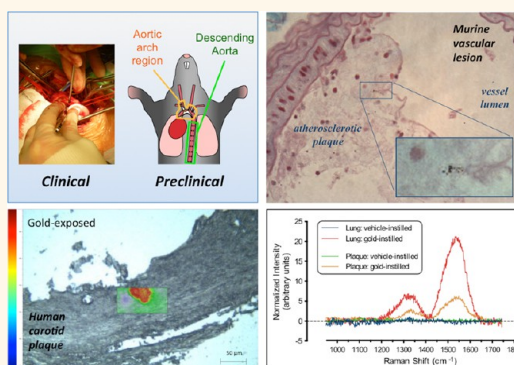 Aortic
arch
region
Descending
Aorta
Clinical
Preclinical
Murine
vascular
lesion
vessel
lumen
atherosclerotic
plaque
Gold-exposed
Human
carotid
plaque
50 µm
Normalized Intensity
(arbitrary units)
25
20
15
10
5
0
-5
Lung: vehicle-instilled
Lung: gold-instilled
Plaque: vehicle-instilled
Plaque: gold-instilled
1000 1100 1200 1300 1400 1500 1600 1700
Raman Shift (cm⁻¹)